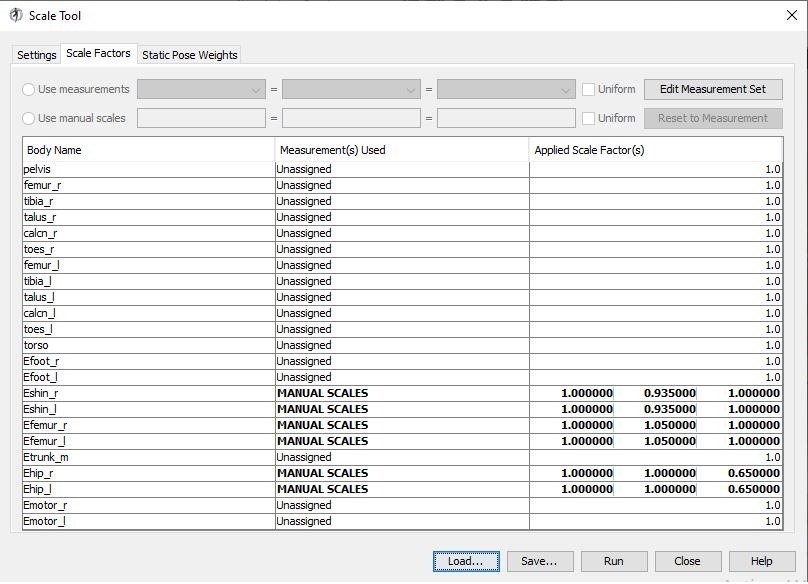 Scale Tool
Settings Scale Factors Static Pose Weights
Use measurements = = Uniform Edit Measurement Set
Use manual scales = = Uniform Reset to Measurement
Body Name Measurement(s) Used Applied Scale Factor(s)
pelvis Unassigned 1.0
femur_r Unassigned 1.0
tibia_r Unassigned 1.0
talus_r Unassigned 1.0
calcn_r Unassigned 1.0
toes_r Unassigned 1.0
femur_l Unassigned 1.0
tibia_l Unassigned 1.0
talus_l Unassigned 1.0
calcn_l Unassigned 1.0
toes_l Unassigned 1.0
torso Unassigned 1.0
Efoot_r Unassigned 1.0
Efoot_l Unassigned 1.0
Eshin_r MANUAL SCALES 1.000000 0.935000 1.000000
Eshin_l MANUAL SCALES 1.000000 0.935000 1.000000
Efemur_r MANUAL SCALES 1.000000 1.050000 1.000000
Efemur_l MANUAL SCALES 1.000000 1.050000 1.000000
Etrunk_m Unassigned 1.0
Ehip_r MANUAL SCALES 1.000000 1.000000 0.650000
Ehip_l MANUAL SCALES 1.000000 1.000000 0.650000
Emotor_r Unassigned 1.0
Emotor_l Unassigned 1.0
Load... Save... Run Close Help